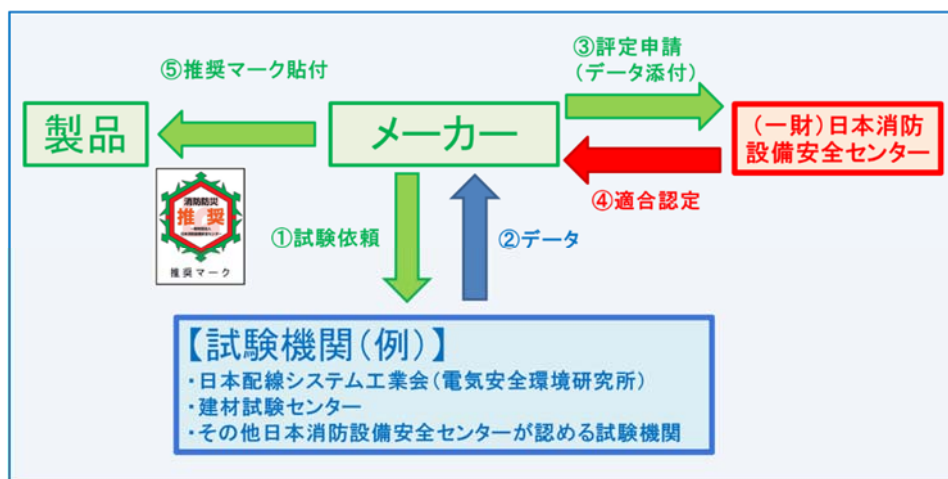 ③評定申請
(データ添付)
⑤推奨マーク貼付
製品
メーカー
(一財)日本消防
設備安全センター
④適合認定
消防防災
推奨
推奨マーク
①試験依頼
②データ
【試験機関(例)】
・日本配線システム工業会(電気安全環境研究所)
・建材試験センター
・その他日本消防設備安全センターが認める試験機関